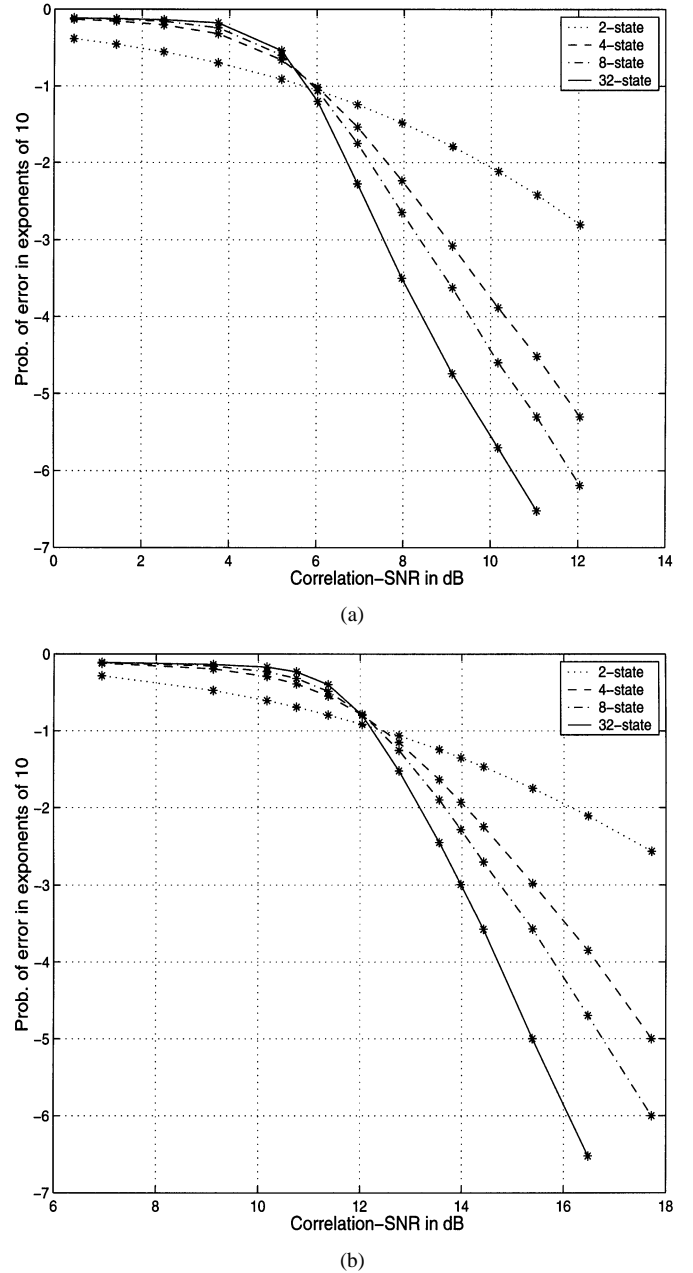 0
-1
-2
-3
-4
-5
-6
-7
Prob. of error in exponents of 10
2-state
4-state
8-state
32-state
0 2 4 6 8 10 12 14
Correlation-SNR in dB
(a)
0
-1
-2
-3
-4
-5
-6
-7
Prob. of error in exponents of 10
2-state
4-state
8-state
32-state
6 8 10 12 14 16 18
Correlation-SNR in dB
(b)